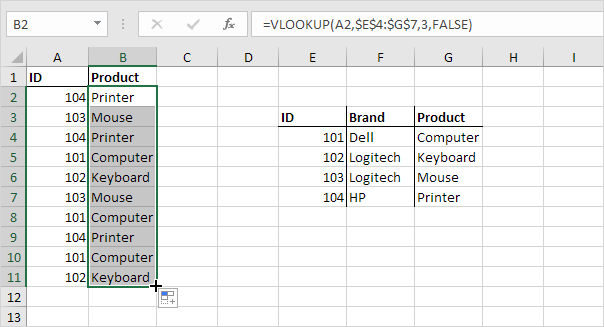 B2 fx =VLOOKUP(A2,$E$4:$G$7,3,FALSE)
A B C D E F G H I
1 ID Product
2 104 Printer
3 103 Mouse ID Brand Product
4 104 Printer 101 Dell Computer
5 101 Computer 102 Logitech Keyboard
6 102 Keyboard 103 Logitech Mouse
7 103 Mouse 104 HP Printer
8 101 Computer
9 104 Printer
10 101 Computer
11 102 Keyboard
12
13